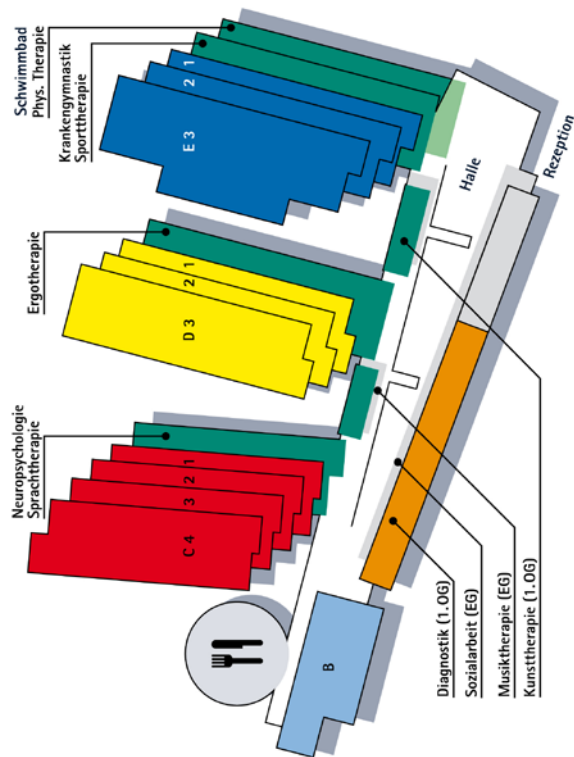 Schwimmbad
Phys. Therapie
Krankengymnastik
Sporttherapie
1
2
E 3
Ergotherapie
1
2
D 3
Neuropsychologie
Sprachtherapie
1
2
3
C 4
B
Halle
Rezeption
Diagnostik (1.OG)
Sozialarbeit (EG)
Musiktherapie (EG)
Kunsttherapie (1.OG)